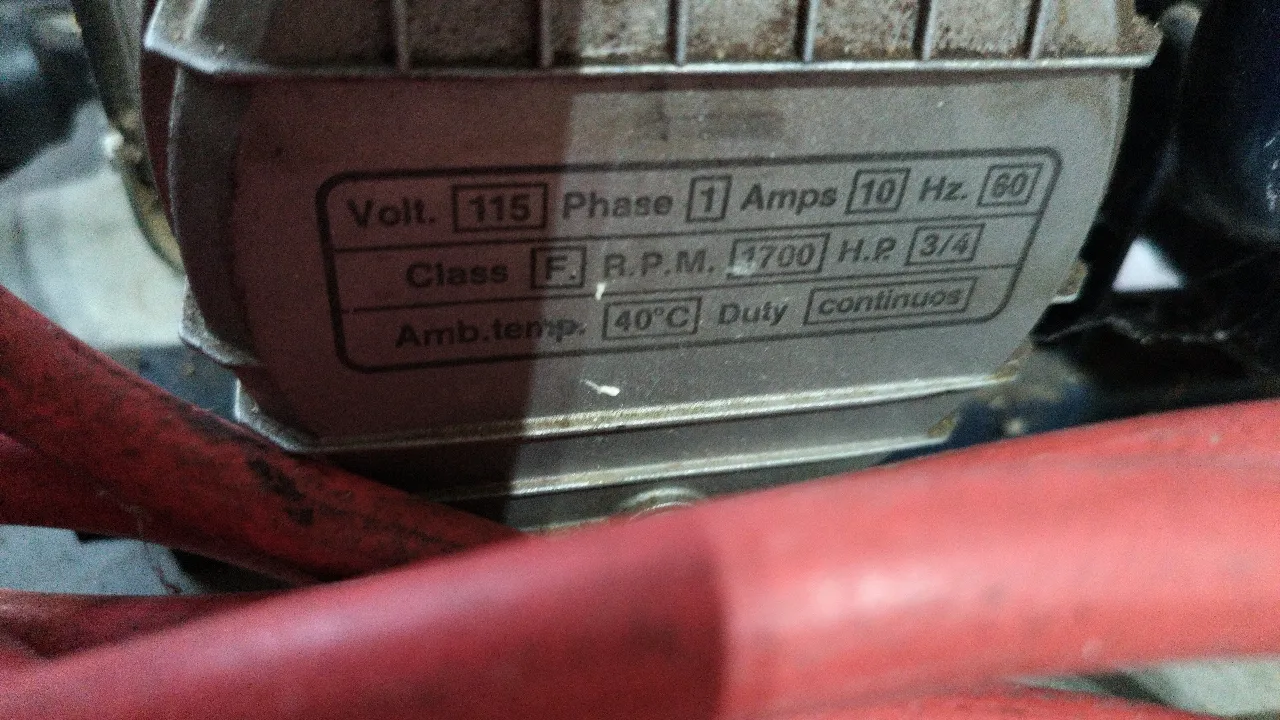 Volt. 115 Phase 1 Amps 10 Hz. 60
Class F. R.P.M. 1700 H.P. 3/4
Amb.temp. 40°C Duty continuos